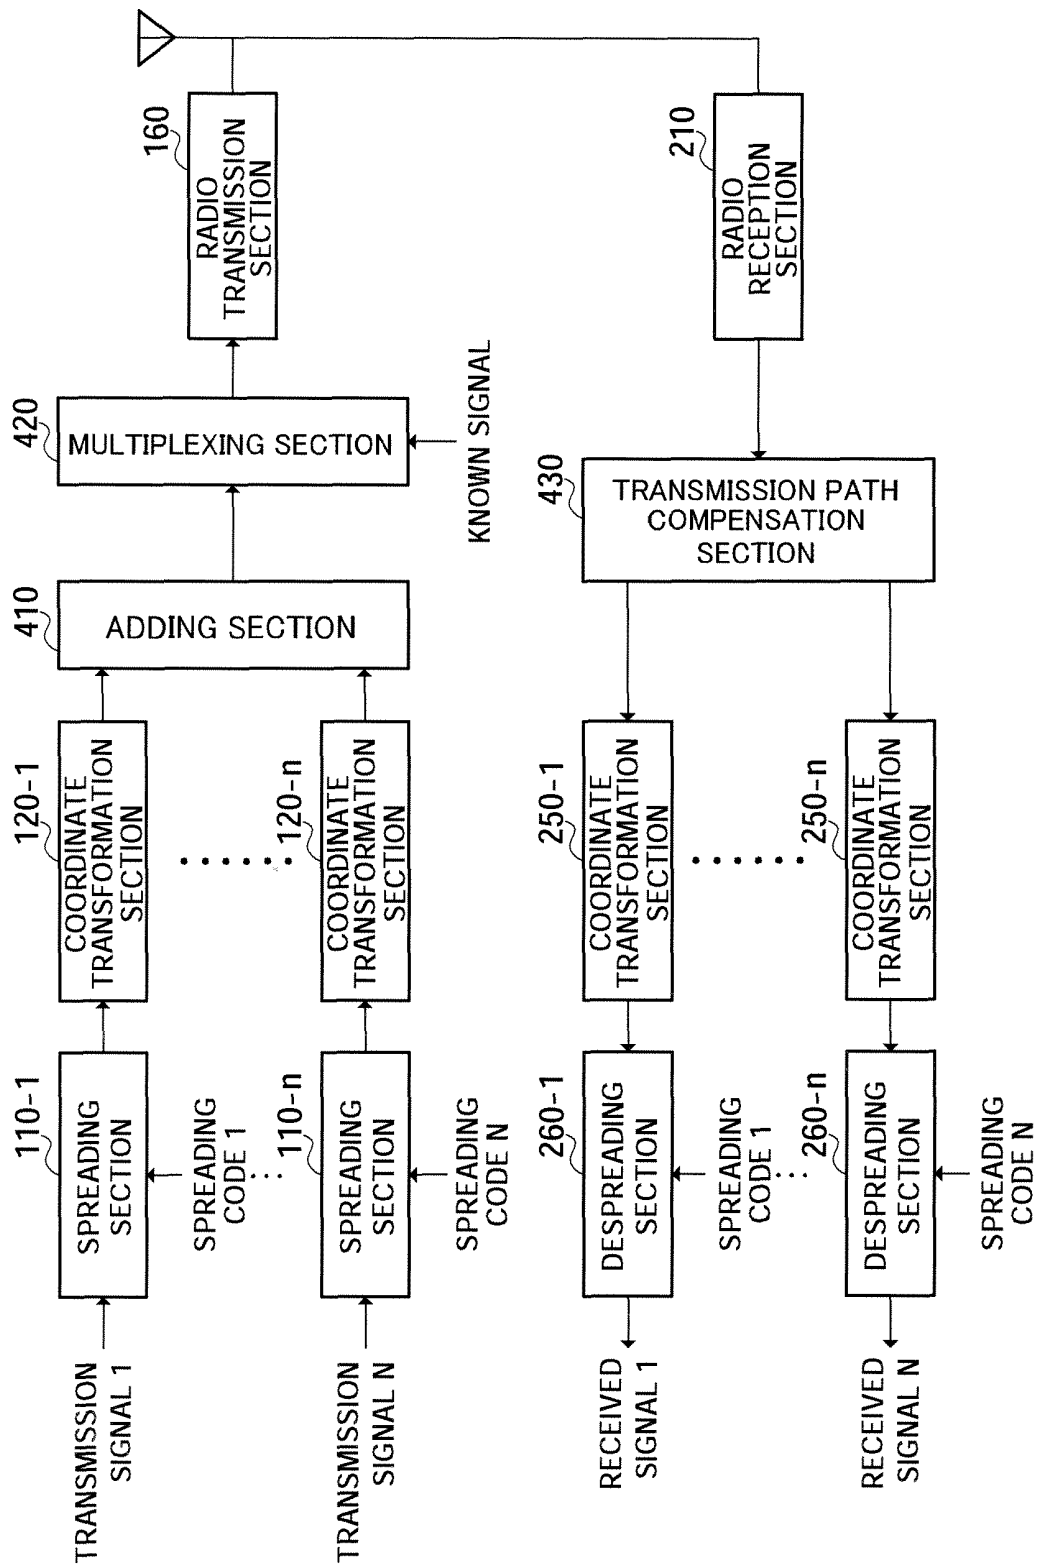 TRANSMISSION
SIGNAL 1
110-1
SPREADING
SECTION
SPREADING
CODE 1
120-1
COORDINATE
TRANSFORMATION
SECTION
TRANSMISSION
SIGNAL N
110-n
SPREADING
SECTION
SPREADING
CODE N
120-n
COORDINATE
TRANSFORMATION
SECTION
410
ADDING SECTION
420
MULTIPLEXING SECTION
KNOWN SIGNAL
160
RADIO
TRANSMISSION
SECTION
210
RADIO
RECEPTION
SECTION
430
TRANSMISSION PATH
COMPENSATION
SECTION
250-1
COORDINATE
TRANSFORMATION
SECTION
260-1
DESPREADING
SECTION
SPREADING
CODE 1
RECEIVED
SIGNAL 1
250-n
COORDINATE
TRANSFORMATION
SECTION
260-n
DESPREADING
SECTION
SPREADING
CODE N
RECEIVED
SIGNAL N